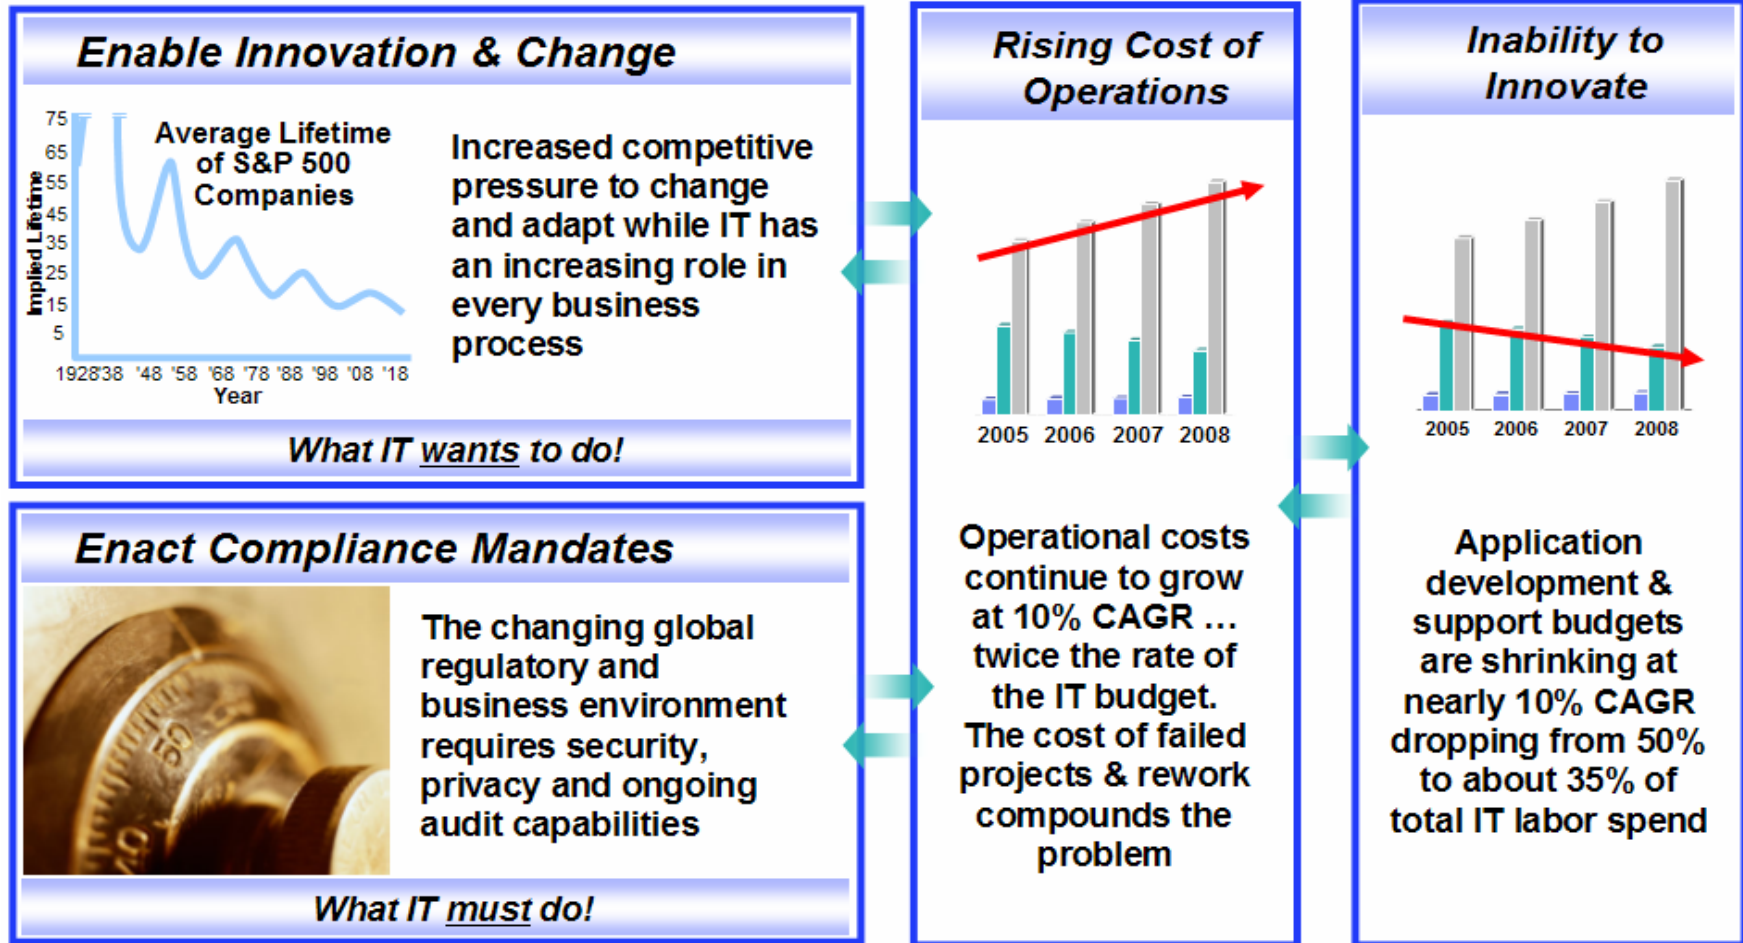 Enable Innovation & Change
75
65
55
45
35
25
15
5
Implied Lifetime
Average Lifetime
of S&P 500
Companies
1928 '38 '48 '58 '68 '78 '88 '98 '08 '18
Year
Increased competitive
pressure to change
and adapt while IT has
an increasing role in
every business
process
What IT wants to do!
Enact Compliance Mandates
50
The changing global
regulatory and
business environment
requires security,
privacy and ongoing
audit capabilities
What IT must do!
Rising Cost of
Operations
2005 2006 2007 2008
Operational costs
continue to grow
at 10% CAGR ...
twice the rate of
the IT budget.
The cost of failed
projects & rework
compounds the
problem
Inability to
Innovate
2005 2006 2007 2008
Application
development &
support budgets
are shrinking at
nearly 10% CAGR
dropping from 50%
to about 35% of
total IT labor spend